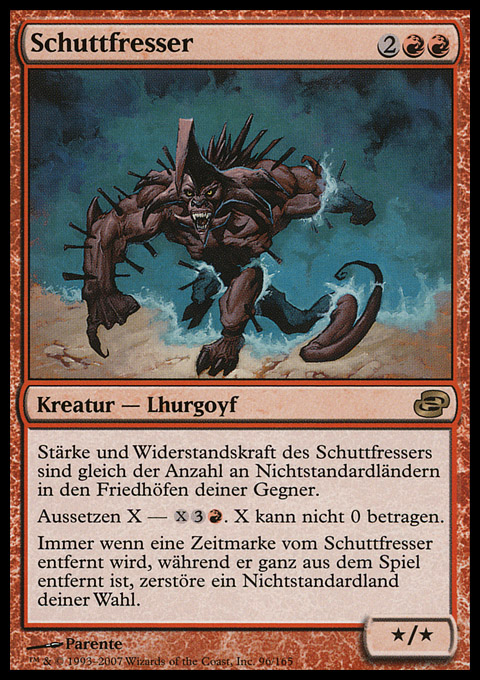 Schuttfresser 2
Kreatur — Lhurgoyf
Stärke und Widerstandskraft des Schuttfressers
sind gleich der Anzahl an Nichtstandardländern
in den Friedhöfen deiner Gegner.
Aussetzen X — X3. X kann nicht 0 betragen.
Immer wenn eine Zeitmarke vom Schuttfresser
entfernt wird, während er ganz aus dem Spiel
entfernt ist, zerstöre ein Nichtstandardland
deiner Wahl.
★/★
Parente
™ & © 1993–2007 Wizards of the Coast, Inc. 96/165